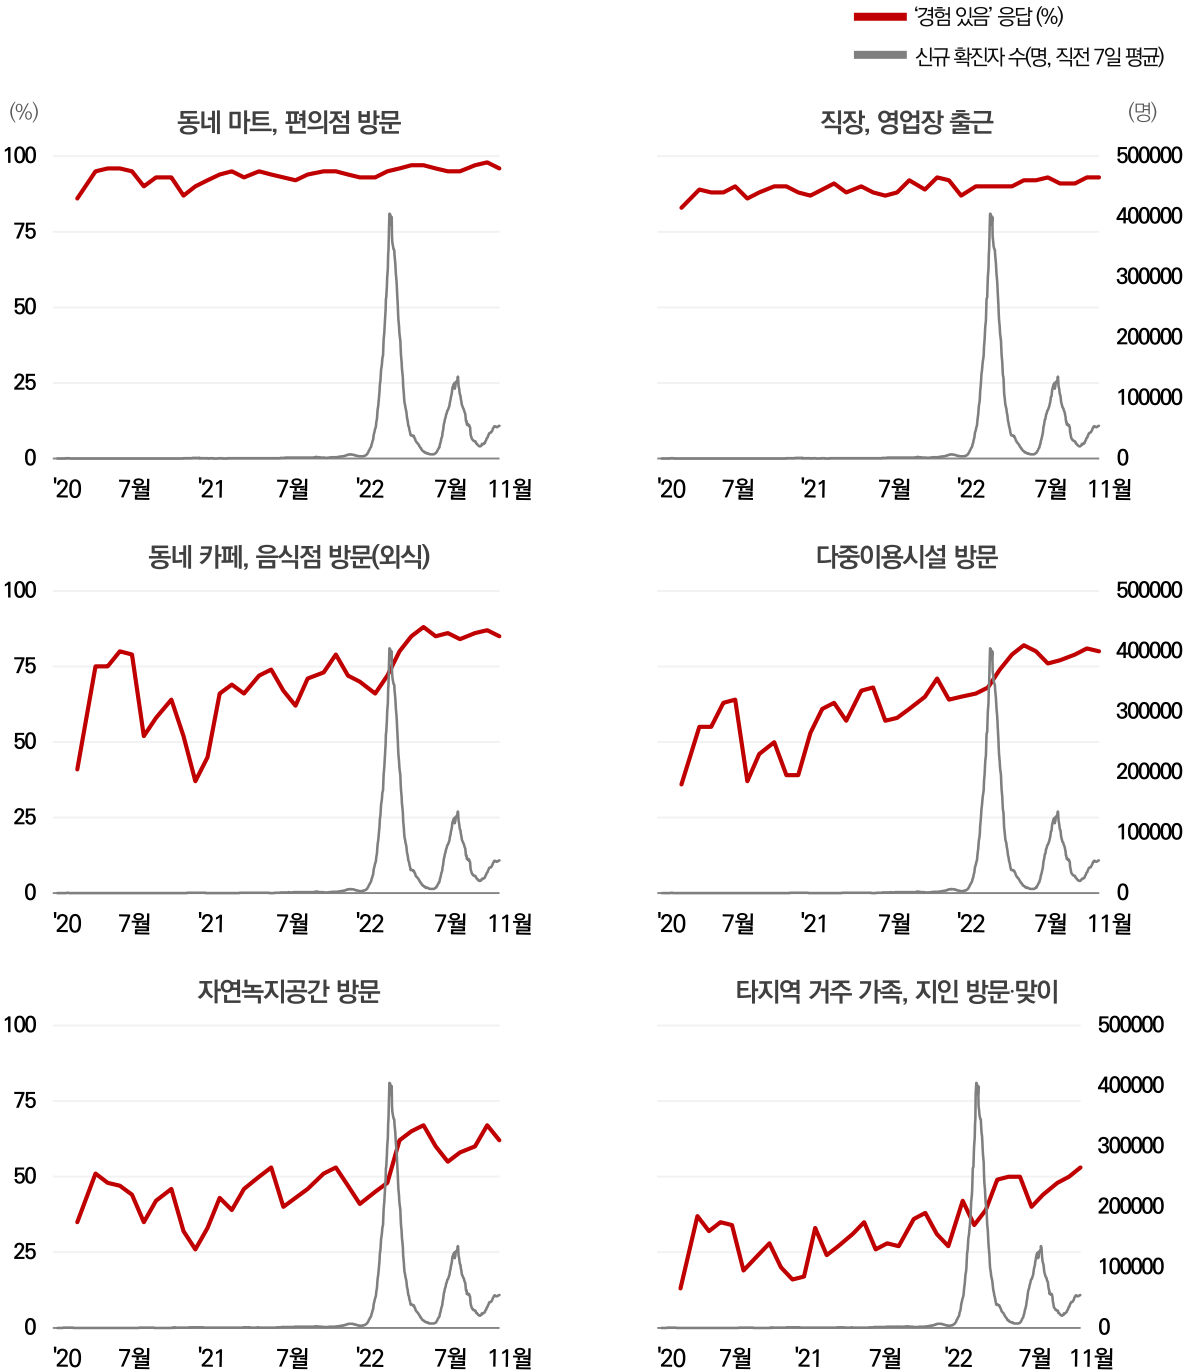 ‘경험 있음’ 응답 (%)
신규 확진자 수(명, 직전 7일 평균)
(%)
동네 마트, 편의점 방문
100
75
50
25
0
'20 7월 '21 7월 '22 7월 11월
직장, 영업장 출근
(명)
500000
400000
300000
200000
100000
0
'20 7월 '21 7월 '22 7월 11월
동네 카페, 음식점 방문(외식)
100
75
50
25
0
'20 7월 '21 7월 '22 7월 11월
다중이용시설 방문
500000
400000
300000
200000
100000
0
'20 7월 '21 7월 '22 7월 11월
자연녹지공간 방문
100
75
50
25
0
'20 7월 '21 7월 '22 7월 11월
타지역 거주 가족, 지인 방문·맞이
500000
400000
300000
200000
100000
0
'20 7월 '21 7월 '22 7월 11월